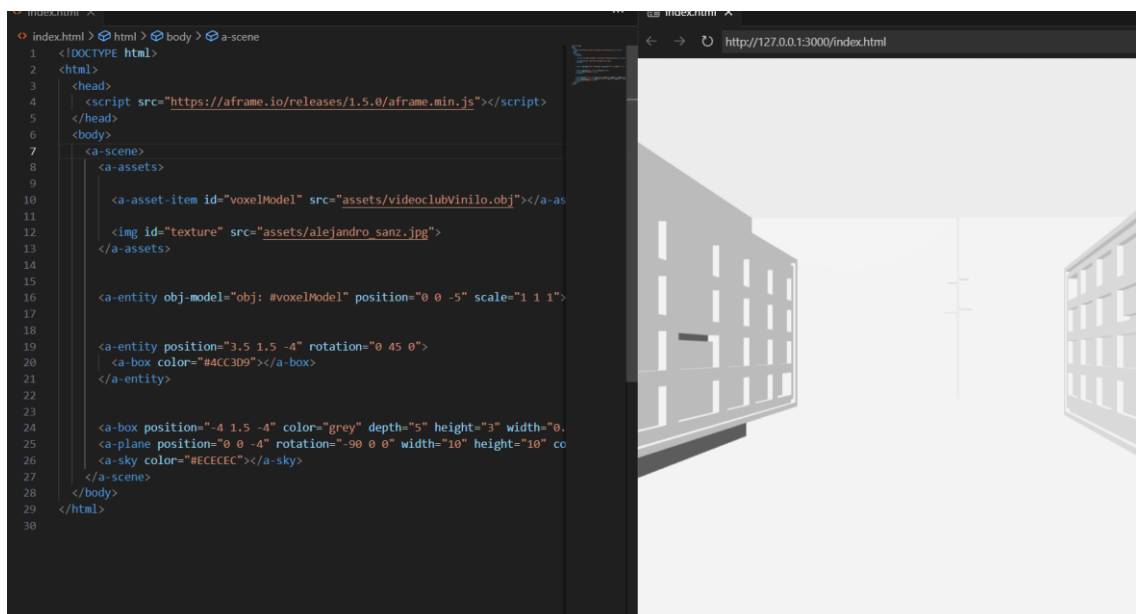 index.html ×
index.html > html > body > a-scene
1 <!DOCTYPE html>
2 <html>
3 <head>
4 <script src="https://aframe.io/releases/1.5.0/aframe.min.js"></script>
5 </head>
6 <body>
7 <a-scene>
8 <a-assets>
9
10 <a-asset-item id="voxelModel" src="assets/videoclubVinilo.obj"></a-as
11
12 <img id="texture" src="assets/alejandro_sanz.jpg">
13 </a-assets>
14
15
16 <a-entity obj-model="obj: #voxelModel" position="0 0 -5" scale="1 1 1">
17
18
19 <a-entity position="3.5 1.5 -4" rotation="0 45 0">
20 <a-box color="#4CC3D9"></a-box>
21 </a-entity>
22
23
24 <a-box position="-4 1.5 -4" color="grey" depth="5" height="3" width="0.
25 <a-plane position="0 0 -4" rotation="-90 0 0" width="10" height="10" co
26 <a-sky color="#ECECEC"></a-sky>
27 </a-scene>
28 </body>
29 </html>
30
index.html ×
http://127.0.0.1:3000/index.html